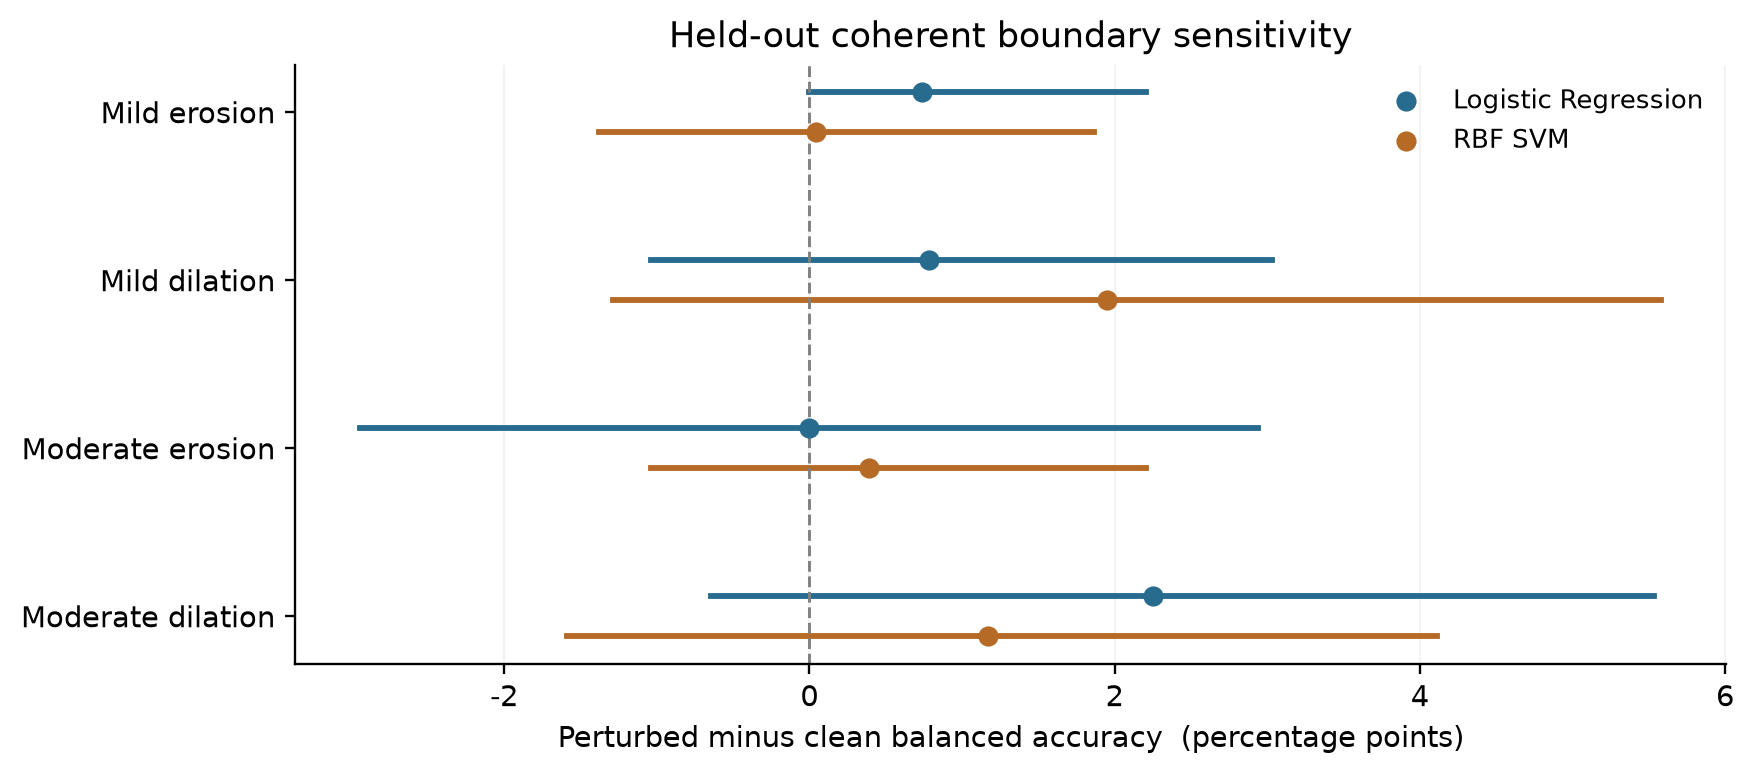 Held-out coherent boundary sensitivity
Logistic Regression
RBF SVM
Mild erosion
Mild dilation
Moderate erosion
Moderate dilation
-2 0 2 4 6
Perturbed minus clean balanced accuracy (percentage points)